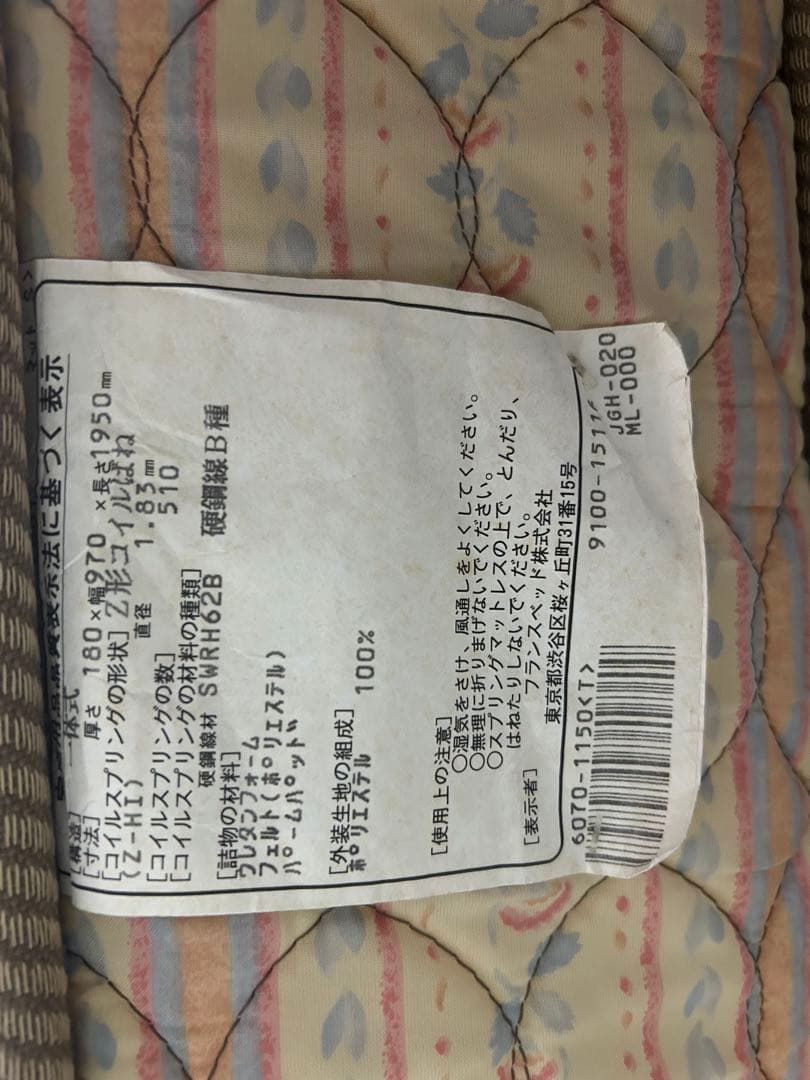 質表示法に基づく表示
[構造] 一体式
[寸法] 厚さ 180×幅970×長さ1950mm
[コイルスプリングの形状] Z形コイルばね
(Z-HI) 直径 1.83mm
[コイルスプリングの数] 510
[コイルスプリングの材料の種類]
硬鋼線材 SWRH62B 硬鋼線B種
[詰物の材料]
ウレタンフォーム
フェルト(ポリエステル)
パームパット゛
[外装生地の組成]
ポリエステル 100%
[使用上の注意]
○湿気をさけ、風通しをよくしてください。
○無理に折りまげないでください。
○スプリングマットレスの上で、とんだり、
はねたりしないでください。
[表示者] フランスベッド株式会社
東京都渋谷区桜ヶ丘町31番15号
6070-1150<T> 9100-151
JGH-020
ML-000